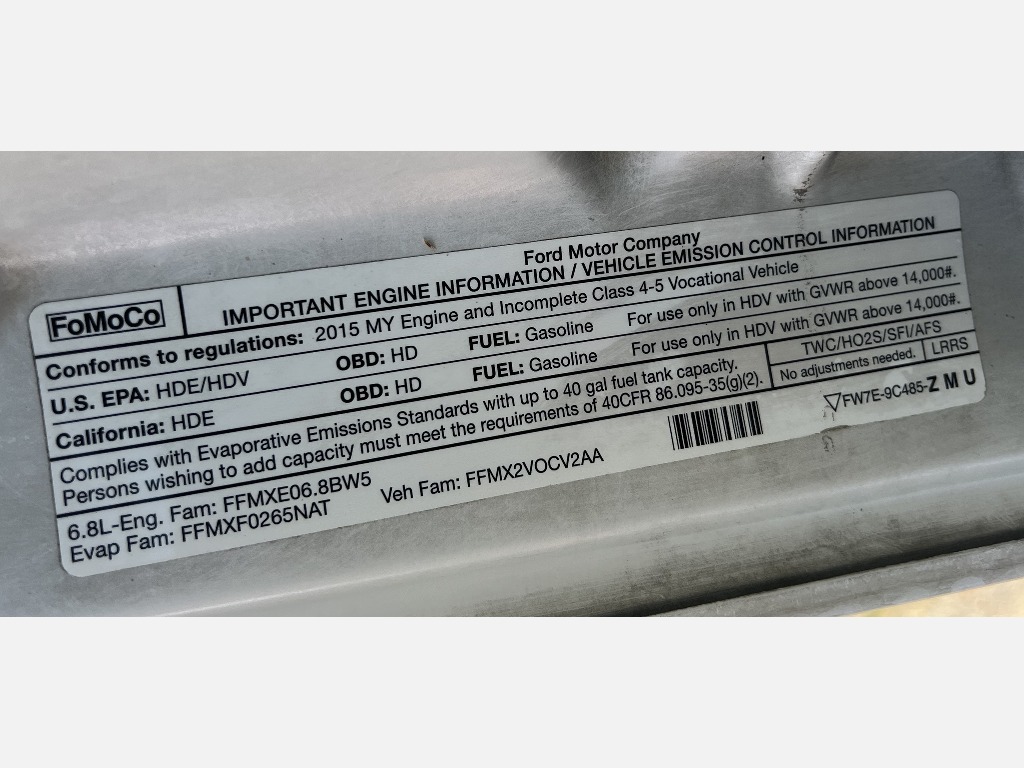 FoMoCo
Ford Motor Company
IMPORTANT ENGINE INFORMATION / VEHICLE EMISSION CONTROL INFORMATION
Conforms to regulations: 2015 MY Engine and Incomplete Class 4-5 Vocational Vehicle
U.S. EPA: HDE/HDV OBD: HD FUEL: Gasoline For use only in HDV with GVWR above 14,000#.
California: HDE OBD: HD FUEL: Gasoline For use only in HDV with GVWR above 14,000#.
Complies with Evaporative Emissions Standards with up to 40 gal fuel tank capacity.
Persons wishing to add capacity must meet the requirements of 40CFR 86.095-35(g)(2).
TWC/HO2S/SFI/AFS
No adjustments needed. LRRS
6.8L-Eng. Fam: FFMXE06.8BW5 Veh Fam: FFMX2VOCV2AA
Evap Fam: FFMXF0265NAT
FW7E-9C485-Z M U